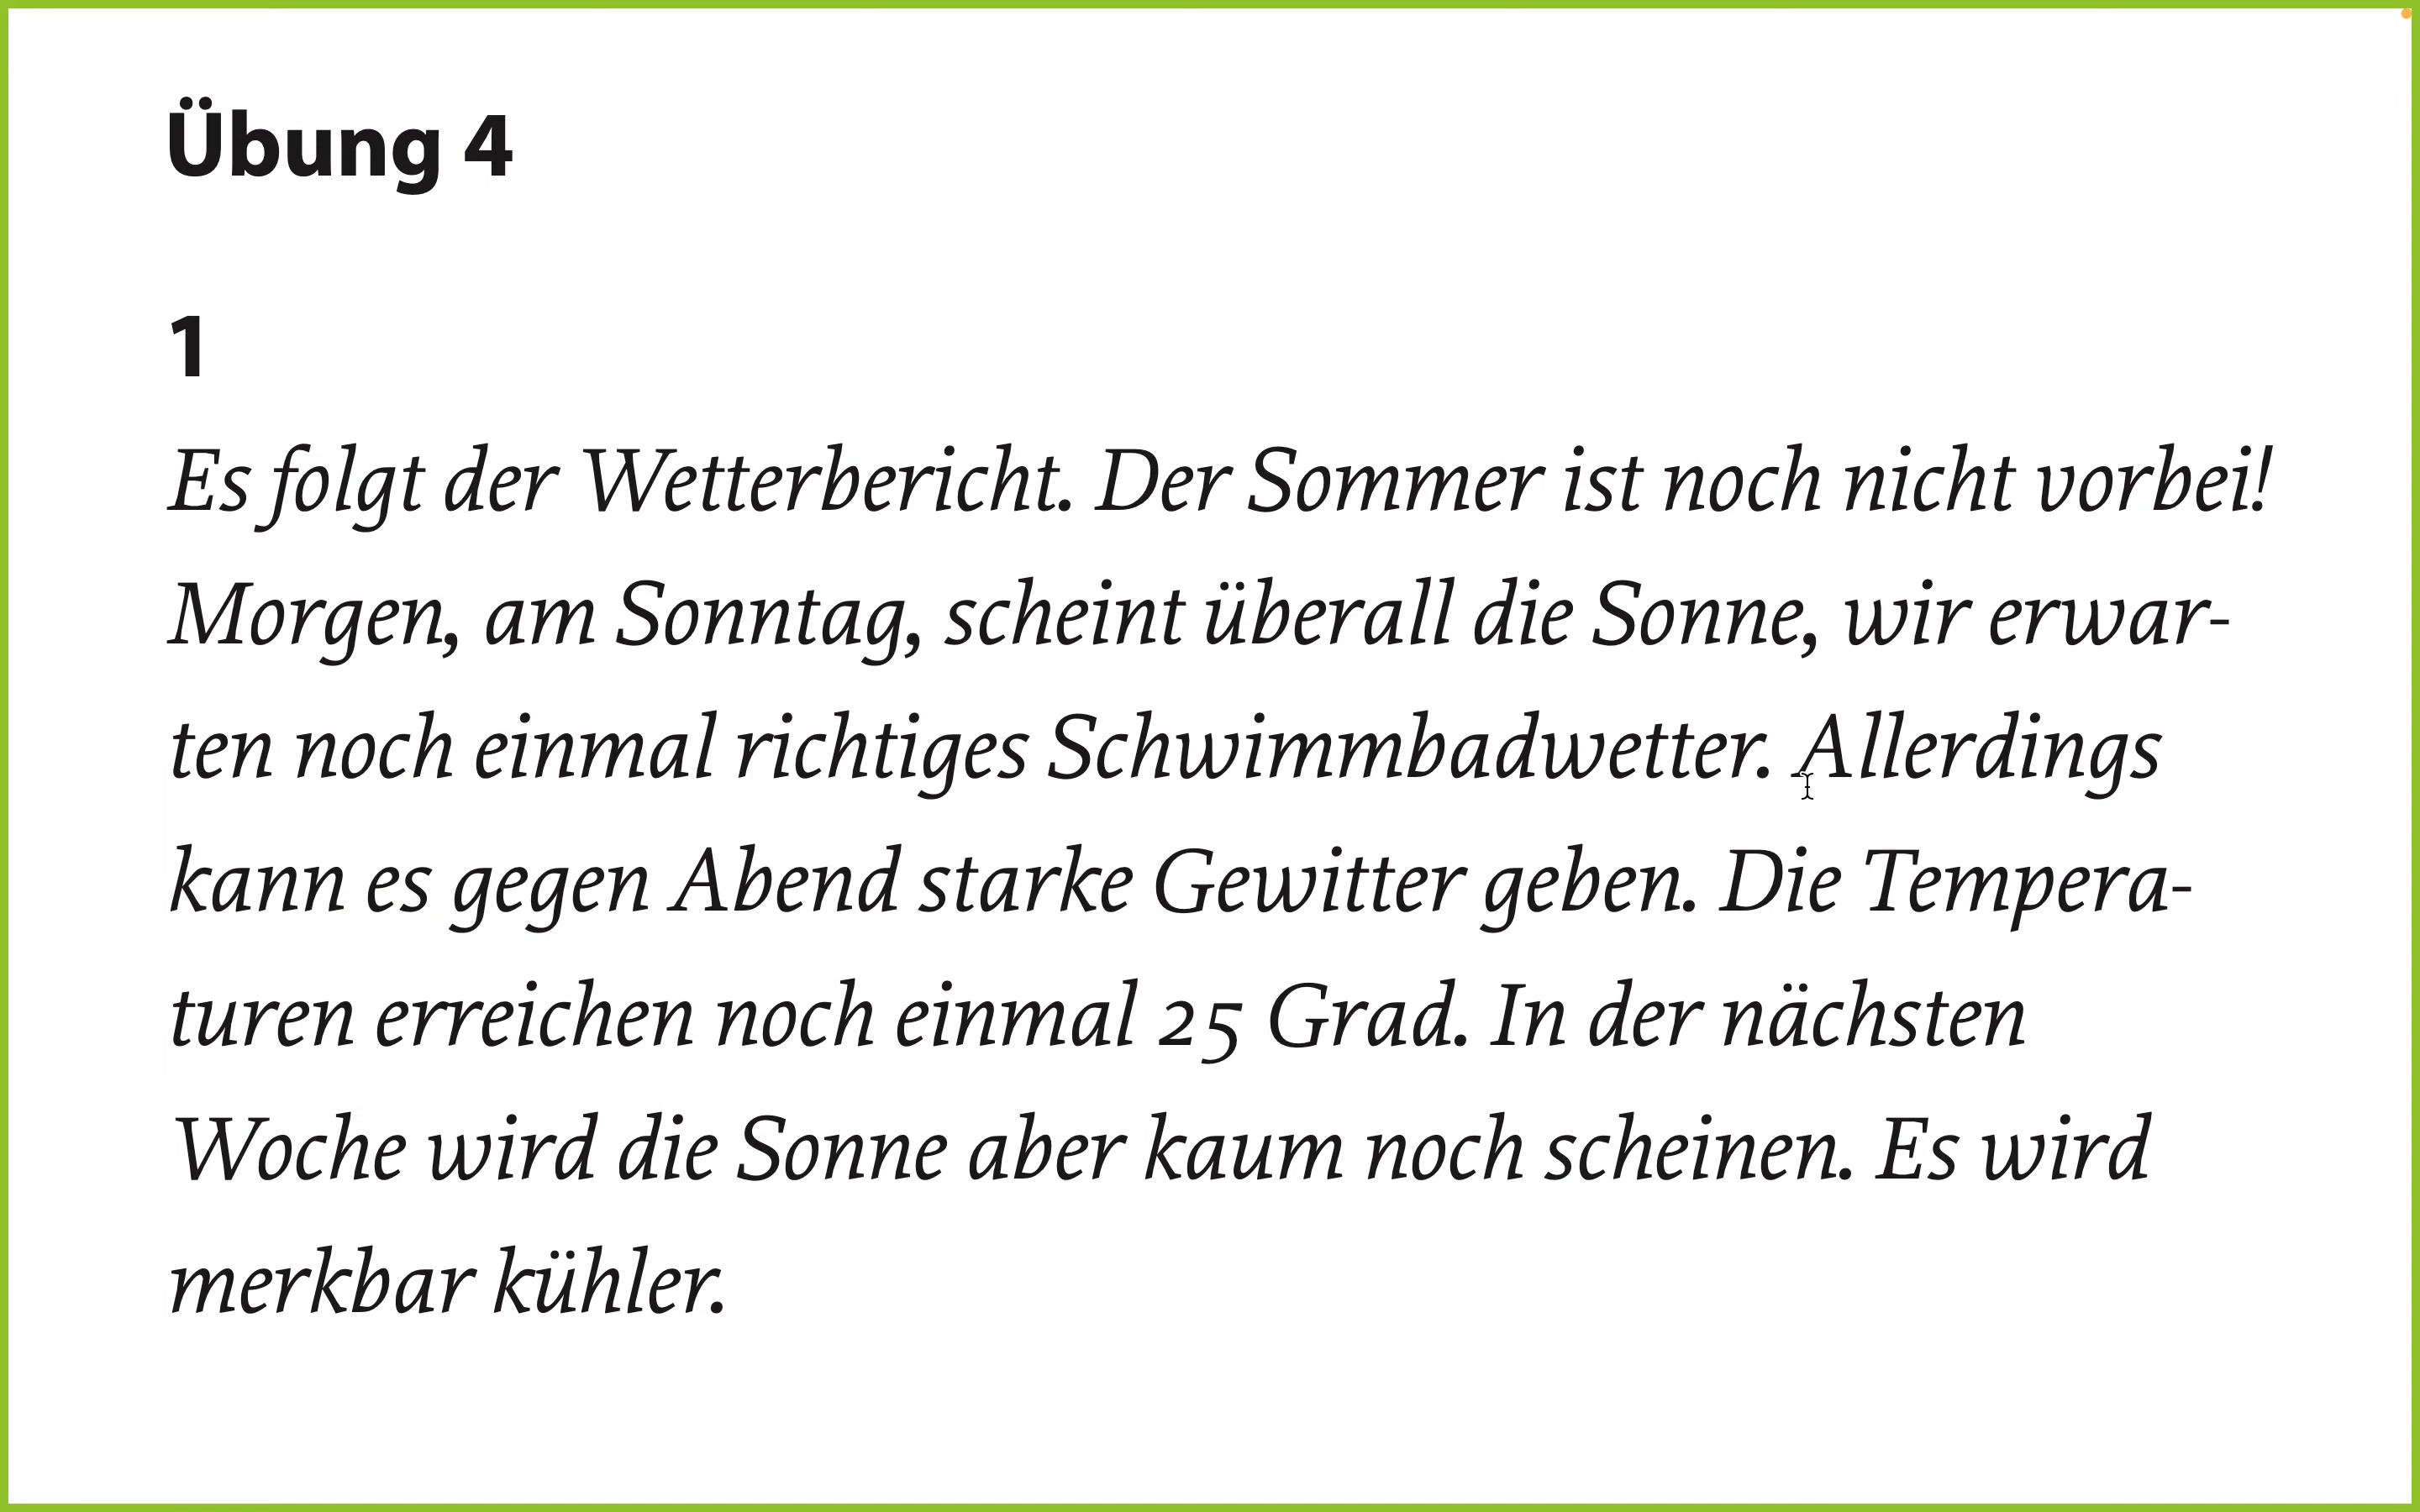 Übung 4
1
Es folgt der Wetterbericht. Der Sommer ist noch nicht vorbei!
Morgen, am Sonntag, scheint überall die Sonne, wir erwar-
ten noch einmal richtiges Schwimmbadwetter. Allerdings
kann es gegen Abend starke Gewitter geben. Die Tempera-
turen erreichen noch einmal 25 Grad. In der nächsten
Woche wird die Sonne aber kaum noch scheinen. Es wird
merkbar kühler.